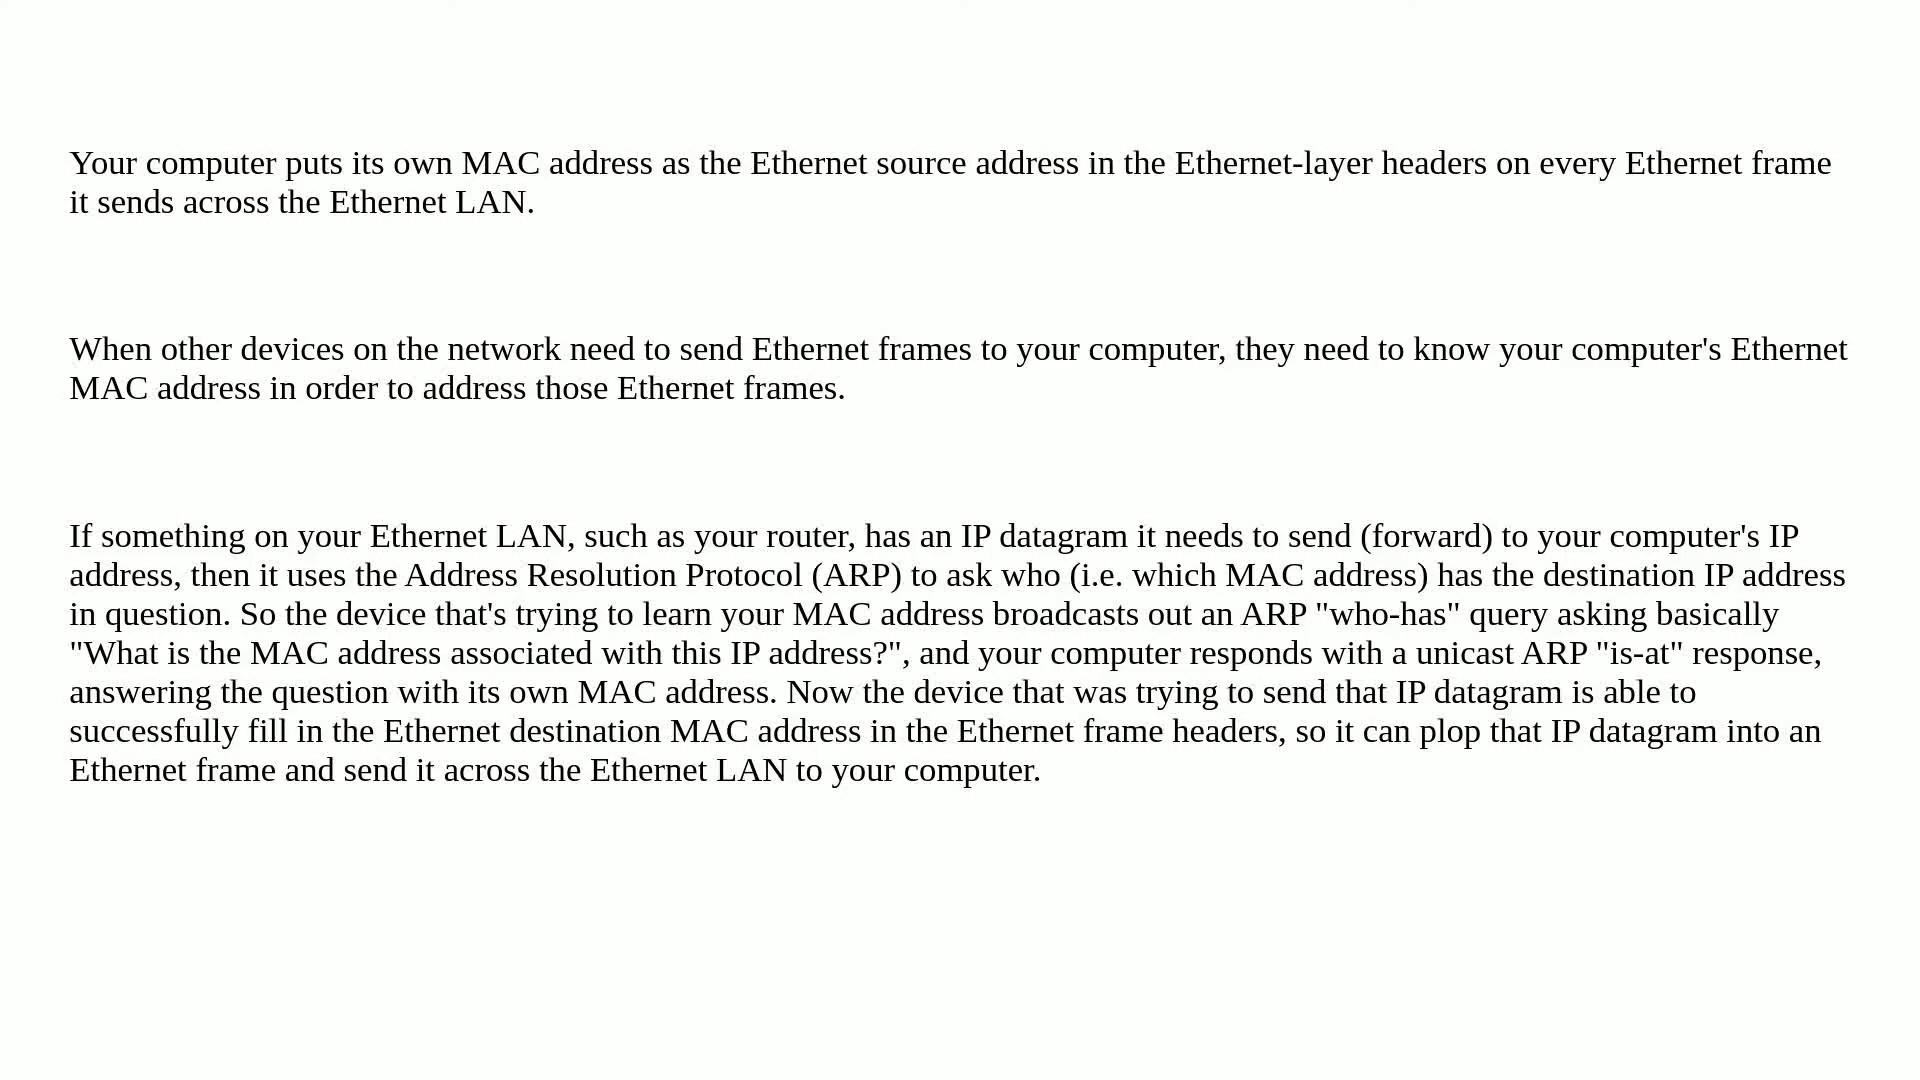 Your computer puts its own MAC address as the Ethernet source address in the Ethernet-layer headers on every Ethernet frame
it sends across the Ethernet LAN.
When other devices on the network need to send Ethernet frames to your computer, they need to know your computer's Ethernet
MAC address in order to address those Ethernet frames.
If something on your Ethernet LAN, such as your router, has an IP datagram it needs to send (forward) to your computer's IP
address, then it uses the Address Resolution Protocol (ARP) to ask who (i.e. which MAC address) has the destination IP address
in question. So the device that's trying to learn your MAC address broadcasts out an ARP "who-has" query asking basically
"What is the MAC address associated with this IP address?", and your computer responds with a unicast ARP "is-at" response,
answering the question with its own MAC address. Now the device that was trying to send that IP datagram is able to
successfully fill in the Ethernet destination MAC address in the Ethernet frame headers, so it can plop that IP datagram into an
Ethernet frame and send it across the Ethernet LAN to your computer.